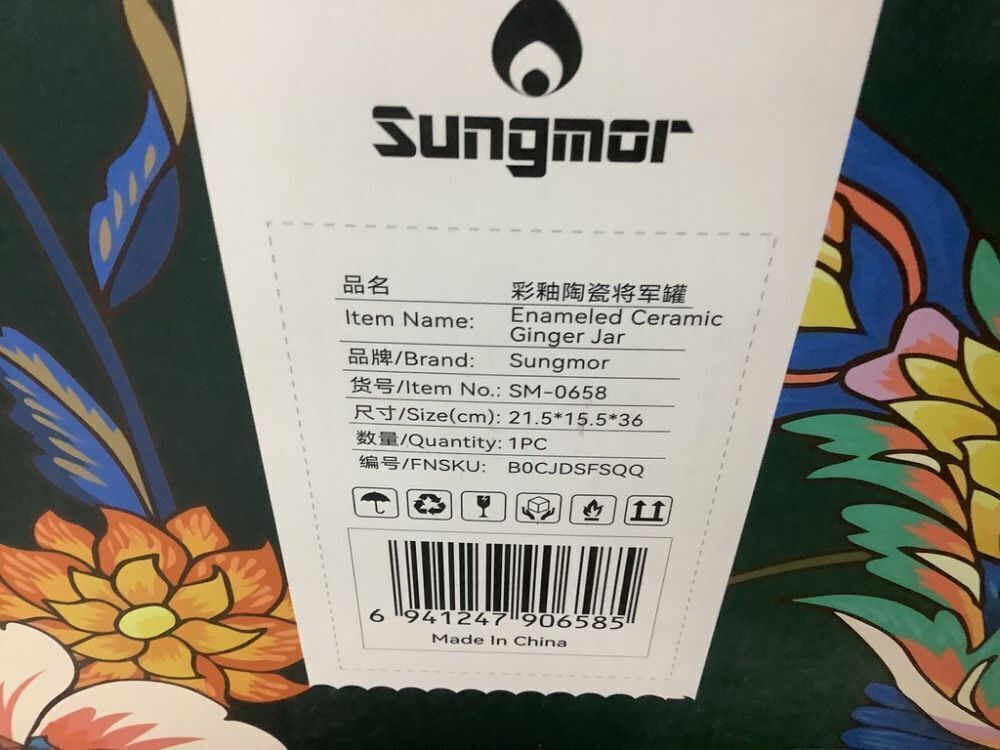 Sungmor
品名 彩釉陶瓷将军罐
Item Name: Enameled Ceramic
Ginger Jar
品牌/Brand: Sungmor
货号/Item No.: SM-0658
尺寸/Size(cm): 21.5*15.5*36
数量/Quantity: 1PC
编号/FNSKU: B0CJDSFSQQ
6 941247 906585
Made In China